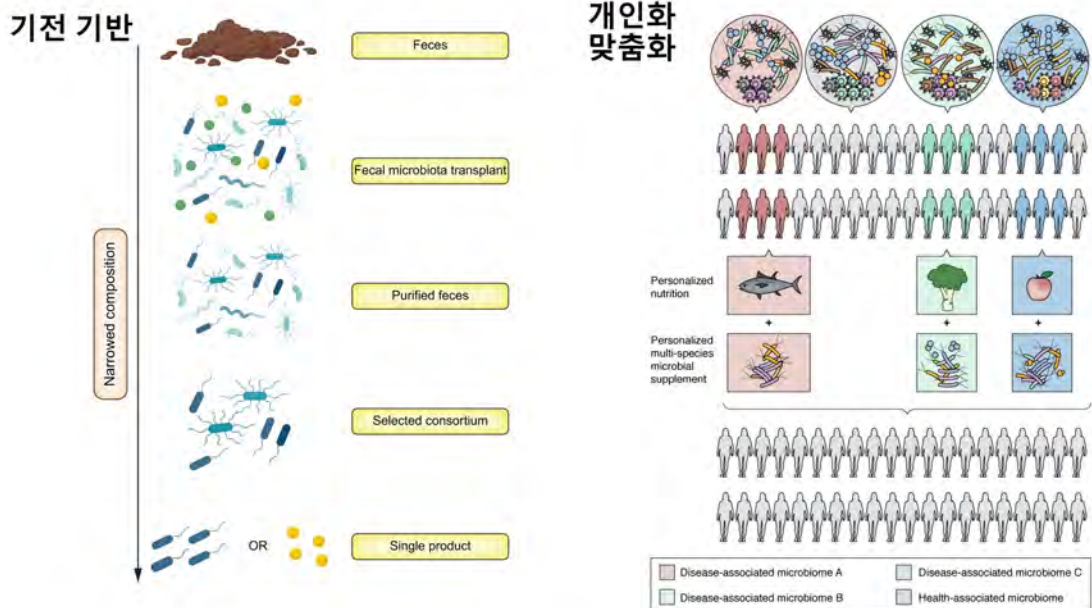 기전 기반
Feces
Fecal microbiota transplant
Narrowed composition
Purified feces
Selected consortium
OR
Single product
개인화
맞춤화
Personalized
nutrition
+
+
+
Personalized
multi-species
microbial
supplement
Disease-associated microbiome A
Disease-associated microbiome C
Disease-associated microbiome B
Health-associated microbiome